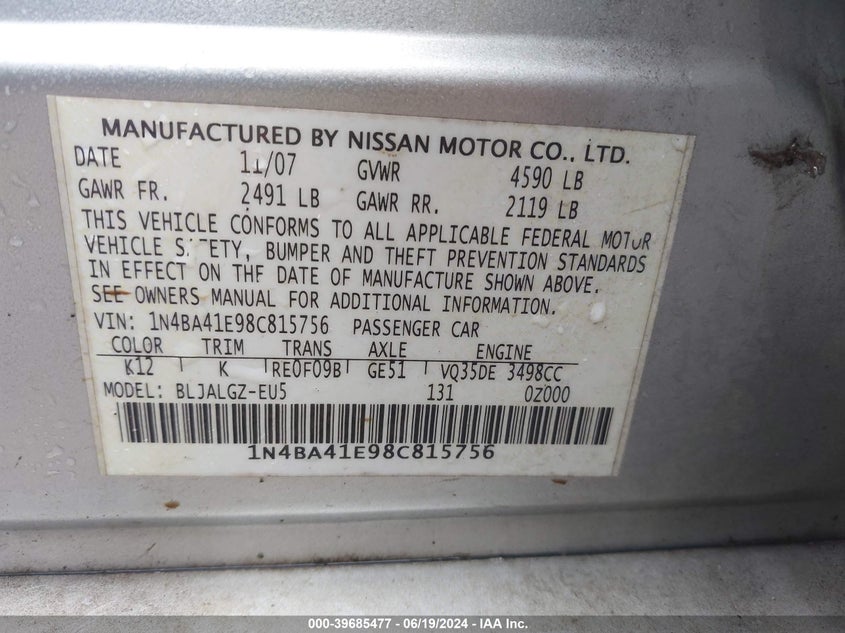 MANUFACTURED BY NISSAN MOTOR CO., LTD.
DATE 11/07 GVWR 4590 LB
GAWR FR. 2491 LB GAWR RR. 2119 LB
THIS VEHICLE CONFORMS TO ALL APPLICABLE FEDERAL MOTOR
VEHICLE SAFETY, BUMPER AND THEFT PREVENTION STANDARDS
IN EFFECT ON THE DATE OF MANUFACTURE SHOWN ABOVE.
SEE OWNERS MANUAL FOR ADDITIONAL INFORMATION.
VIN: 1N4BA41E98C815756 PASSENGER CAR
COLOR TRIM TRANS AXLE ENGINE
K12 K RE0F09B GE51 VQ35DE 3498CC
MODEL: BLJALGZ-EU5 131 0Z000
1N4BA41E98C815756
000-39685477 - 06/19/2024 - IAA Inc.